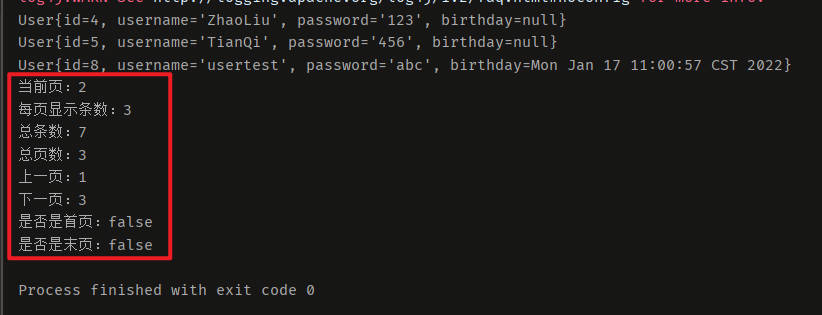 User{id=4, username='ZhaoLiu', password='123', birthday=null}
User{id=5, username='TianQi', password='456', birthday=null}
User{id=8, username='usertest', password='abc', birthday=Mon Jan 17 11:00:57 CST 2022}
当前页：2
每页显示条数：3
总条数：7
总页数：3
上一页：1
下一页：3
是否是首页：false
是否是末页：false
Process finished with exit code 0